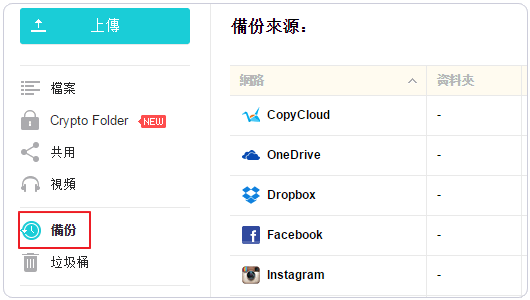 上傳
檔案
Crypto Folder NEW
共用
視頻
備份
垃圾桶
備份來源：
網路 資料夾
CopyCloud -
OneDrive -
Dropbox -
Facebook -
Instagram -